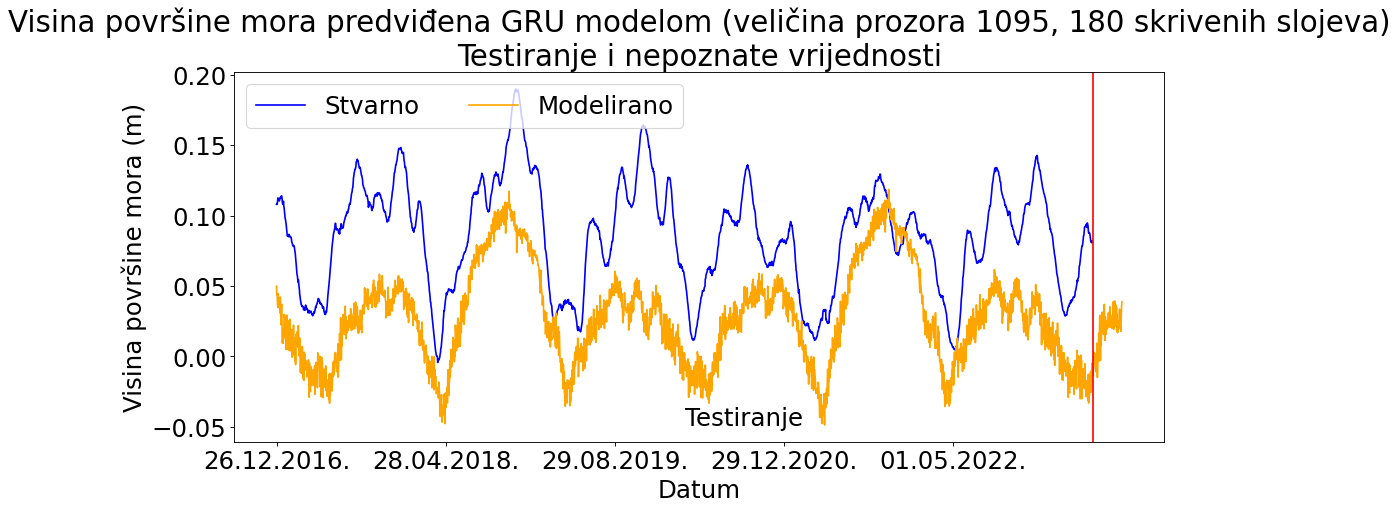 Visina površine mora predviđena GRU modelom (veličina prozora 1095, 180 skrivenih slojeva)
Testiranje i nepoznate vrijednosti
Stvarno
Modelirano
Visina površine mora (m)
0.20
0.15
0.10
0.05
0.00
−0.05
Testiranje
26.12.2016.
28.04.2018.
29.08.2019.
29.12.2020.
01.05.2022.
Datum